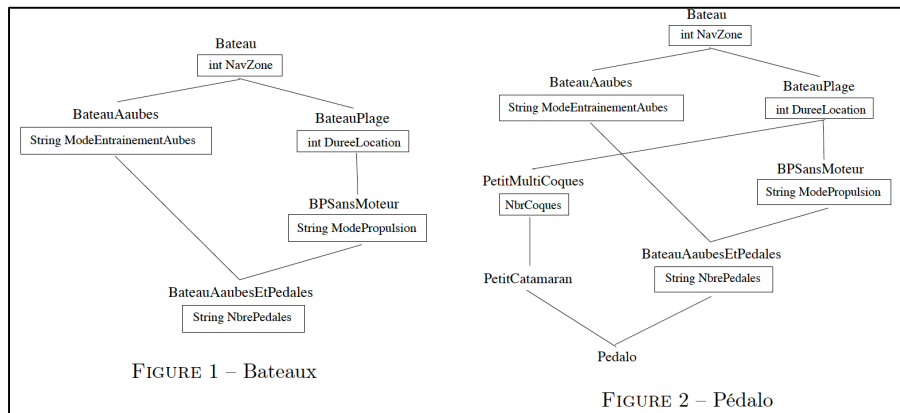 Bateau
int NavZone
BateauAaubes
String ModeEntrainementAubes
BateauPlage
int DureeLocation
BPSansMoteur
String ModePropulsion
BateauAaubesEtPedales
String NbrePedales
FIGURE 1 – Bateaux
Bateau
int NavZone
BateauAaubes
String ModeEntrainementAubes
BateauPlage
int DureeLocation
PetitMultiCoques
NbrCoques
BPSansMoteur
String ModePropulsion
BateauAaubesEtPedales
String NbrePedales
PetitCatamaran
Pedalo
FIGURE 2 – Pédalo